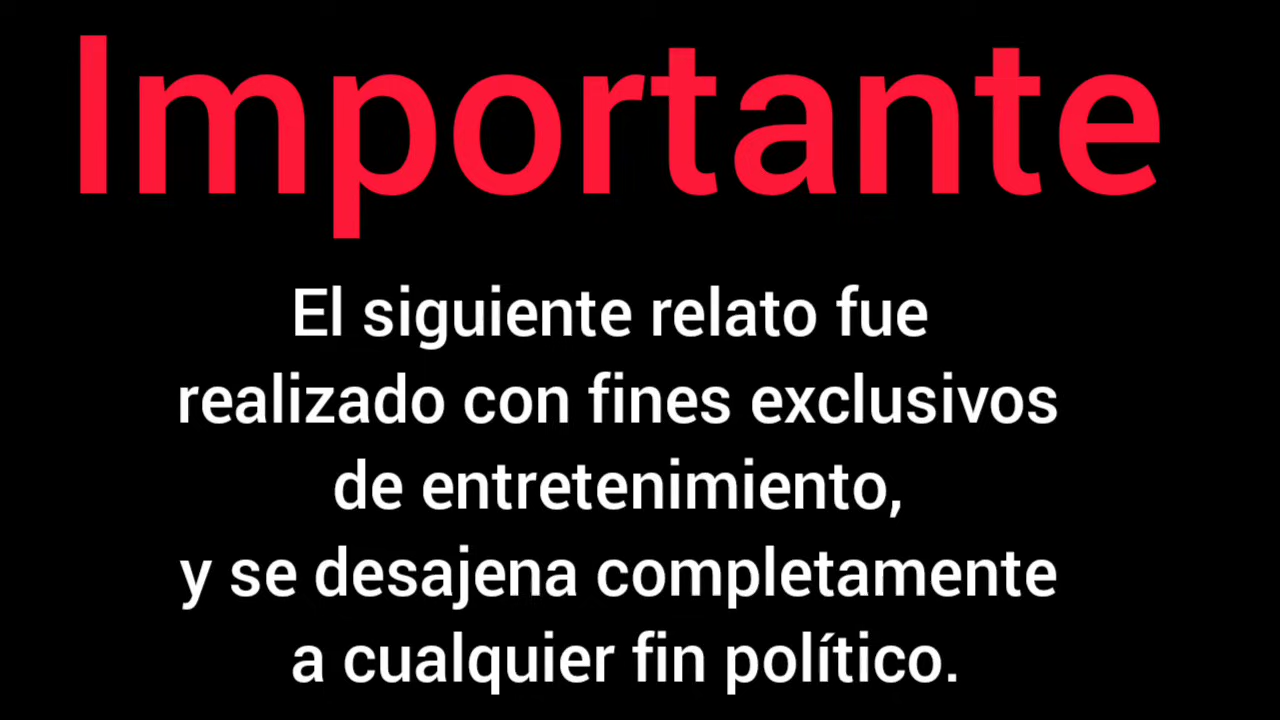 Importante
El siguiente relato fue
realizado con fines exclusivos
de entretenimiento,
y se desajena completamente
a cualquier fin político.